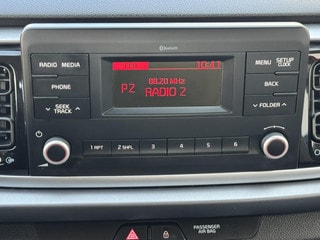 Bluetooth
RADIO MEDIA
MENU SETUP
CLOCK
88.20 MHz
P2 RADIO 2
PHONE
BACK
SEEK
TRACK
FOLDER
1 RPT 2 SHFL 3 4 5 6
PASSENGER
AIR BAG